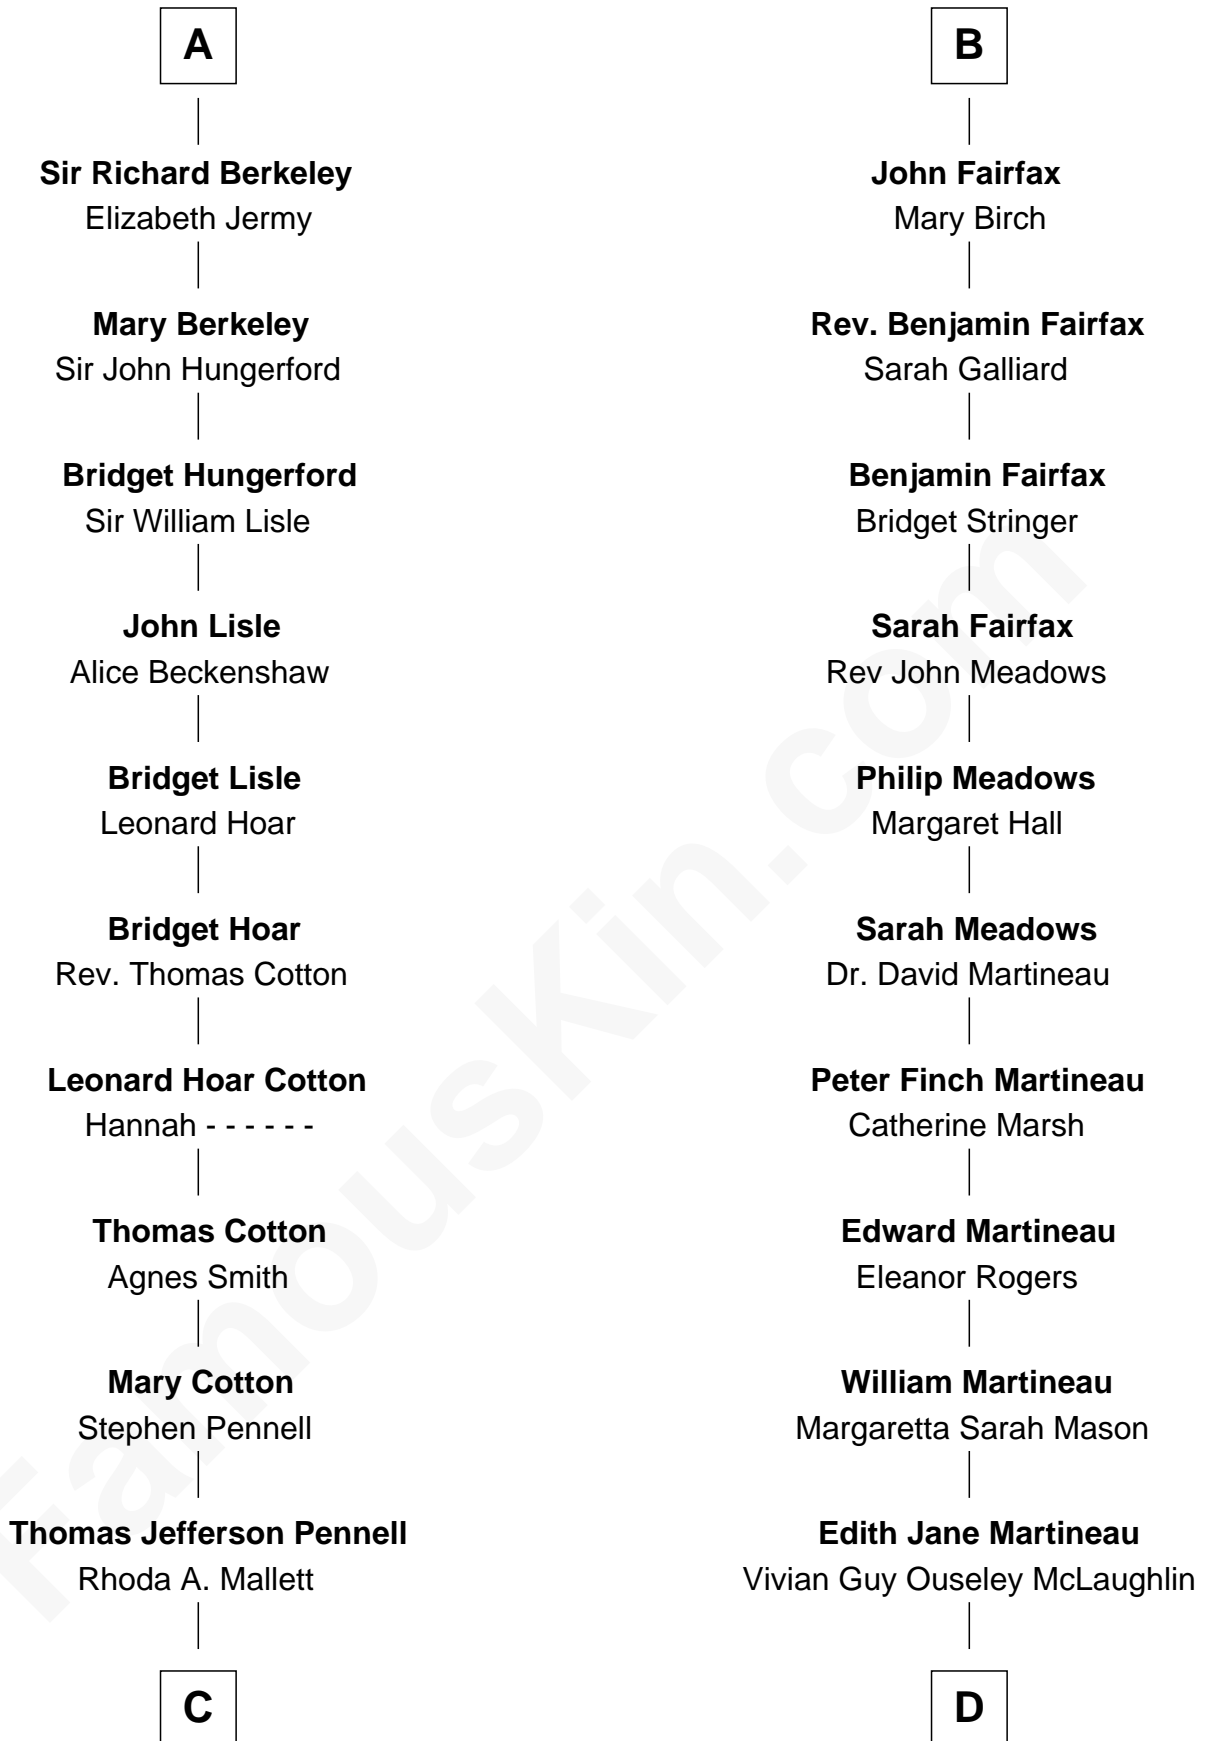 A
Sir Richard Berkeley
Elizabeth Jermy
Mary Berkeley
Sir John Hungerford
Bridget Hungerford
Sir William Lisle
John Lisle
Alice Beckenshaw
Bridget Lisle
Leonard Hoar
Bridget Hoar
Rev. Thomas Cotton
Leonard Hoar Cotton
Hannah - - - - - -
Thomas Cotton
Agnes Smith
Mary Cotton
Stephen Pennell
Thomas Jefferson Pennell
Rhoda A. Mallett
C
B
John Fairfax
Mary Birch
Rev. Benjamin Fairfax
Sarah Galliard
Benjamin Fairfax
Bridget Stringer
Sarah Fairfax
Rev John Meadows
Philip Meadows
Margaret Hall
Sarah Meadows
Dr. David Martineau
Peter Finch Martineau
Catherine Marsh
Edward Martineau
Eleanor Rogers
William Martineau
Margaretta Sarah Mason
Edith Jane Martineau
Vivian Guy Ouseley McLaughlin
D
FamousKin.com